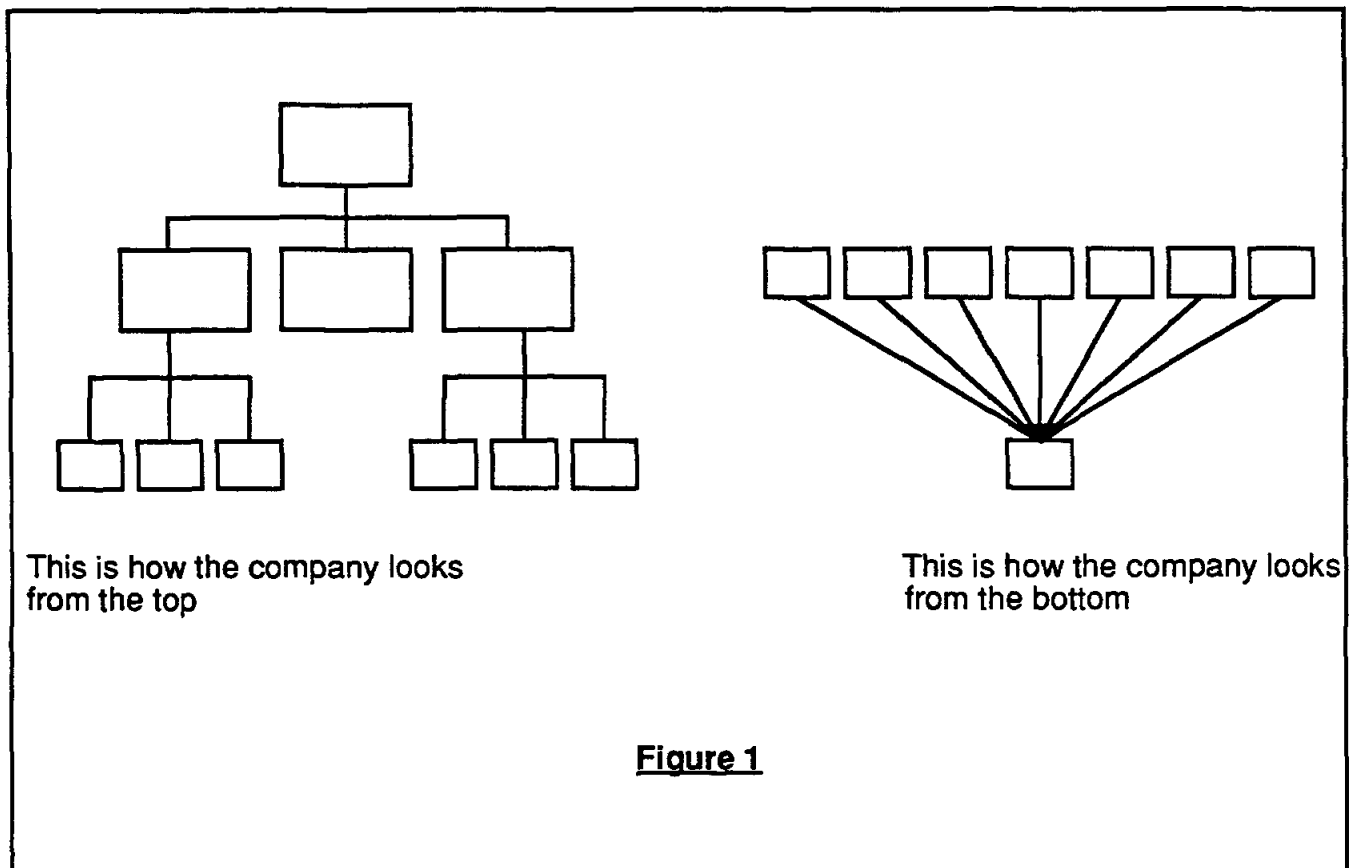 This is how the company looks
from the top
This is how the company looks
from the bottom
Figure 1